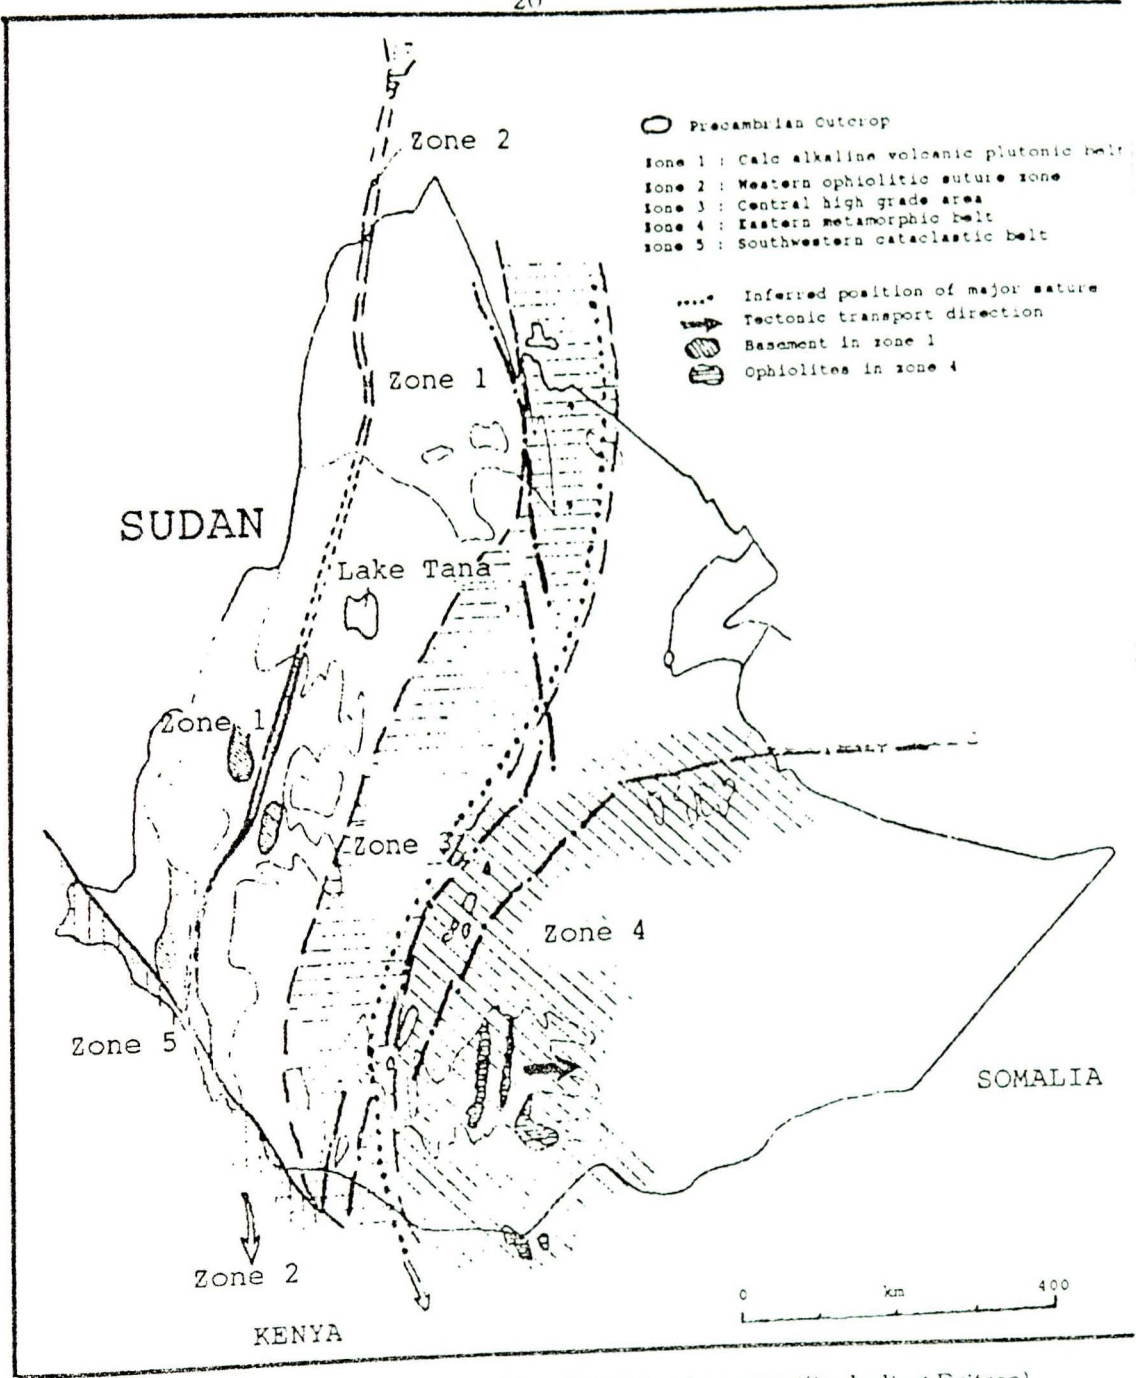 20
Zone 2
Precambrian Outcrop
Zone 1 : Calc alkaline volcanic plutonic belt
Zone 2 : Western ophiolitic suture zone
Zone 3 : Central high grade area
Zone 4 : Eastern metamorphic belt
zone 5 : Southwestern cataclastic belt
Inferred position of major suture
Tectonic transport direction
Basement in zone 1
Ophiolites in zone 4
Zone 1
SUDAN
Lake Tana
Zone 1
Zone 3
Zone 4
Zone 5
SOMALIA
Zone 2
KENYA
0 km 400
Eritrea)